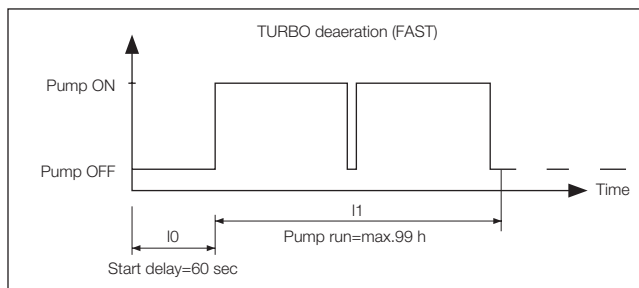 TURBO deaeration (FAST)
Pump ON
Pump OFF
Time
I0
I1
Pump run=max.99 h
Start delay=60 sec